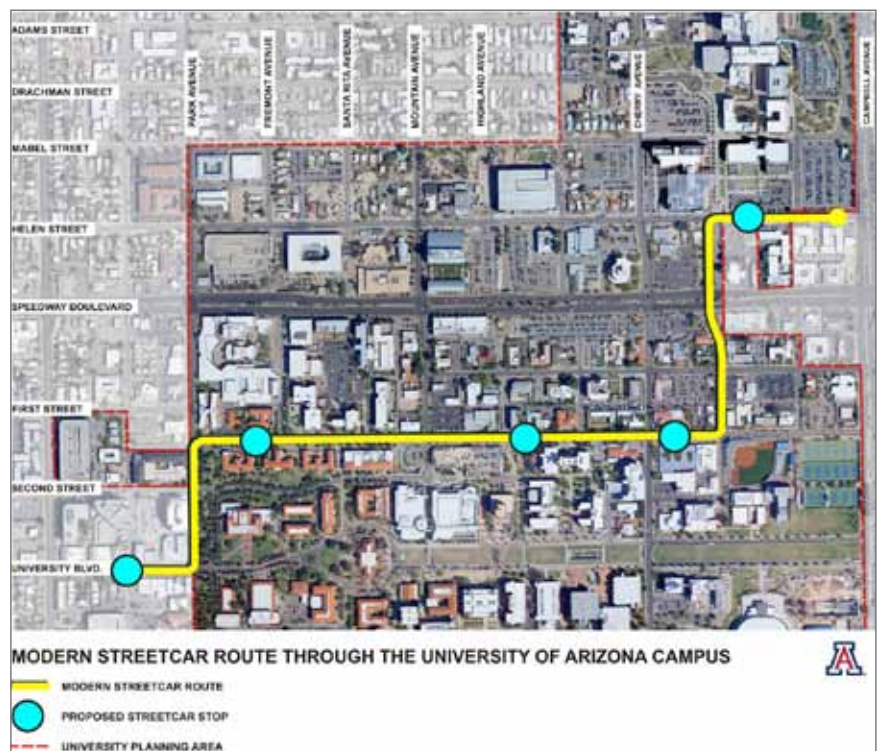 ADAMS STREET
DRACHMAN STREET
MABEL STREET
HELEN STREET
SPEEDWAY BOULEVARD
FIRST STREET
SECOND STREET
UNIVERSITY BLVD.
PARK AVENUE
FREMONT AVENUE
SANTA RITA AVENUE
MOUNTAIN AVENUE
HIGHLAND AVENUE
CHERRY AVENUE
CAMPBELL AVENUE
MODERN STREETCAR ROUTE THROUGH THE UNIVERSITY OF ARIZONA CAMPUS
A
MODERN STREETCAR ROUTE
PROPOSED STREETCAR STOP
UNIVERSITY PLANNING AREA